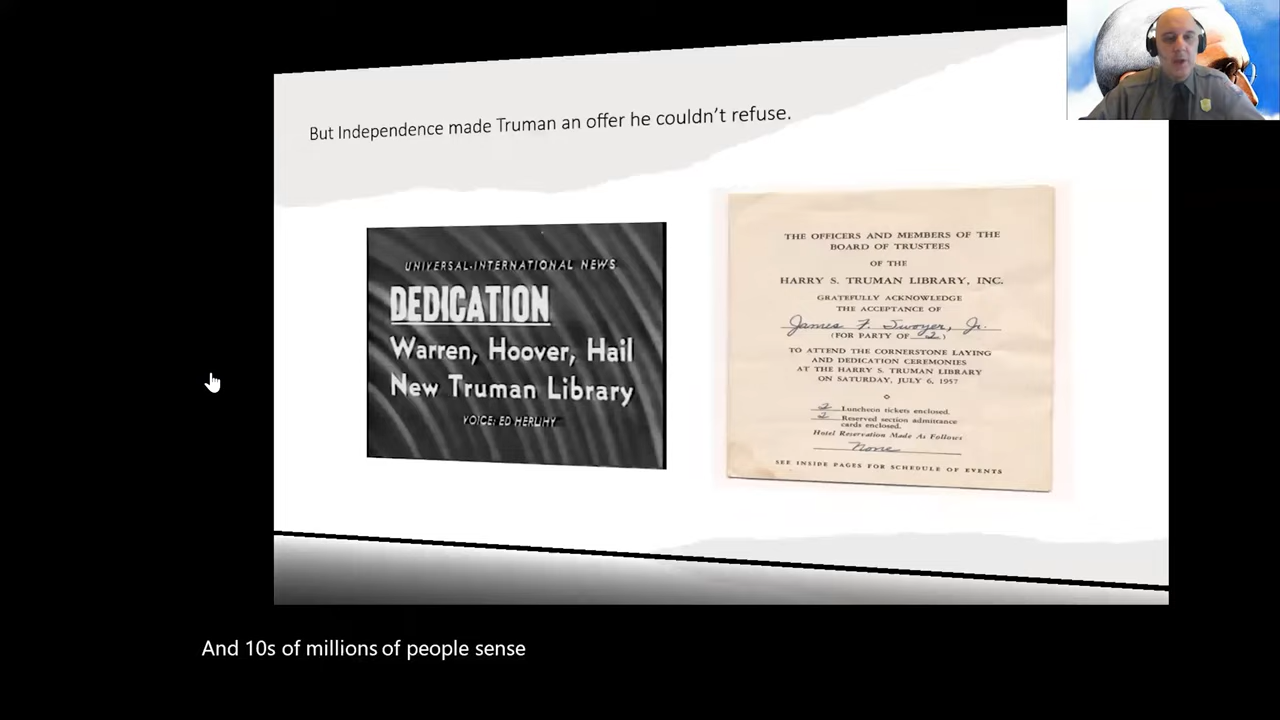 But Independence made Truman an offer he couldn't refuse.
UNIVERSAL-INTERNATIONAL NEWS
DEDICATION
Warren, Hoover, Hail
New Truman Library
VOICE: ED HERLIHY
THE OFFICERS AND MEMBERS OF THE
BOARD OF TRUSTEES
OF THE
HARRY S. TRUMAN LIBRARY, INC.
GRATEFULLY ACKNOWLEDGE
THE ACCEPTANCE OF
James F. Swoyer, Jr.
(FOR PARTY OF 2)
TO ATTEND THE CORNERSTONE LAYING
AND DEDICATION CEREMONIES
AT THE HARRY S. TRUMAN LIBRARY
ON SATURDAY, JULY 6, 1957
2 Luncheon tickets enclosed.
2 Reserved section admittance
cards enclosed.
Hotel Reservation Made As Follows
None
SEE INSIDE PAGES FOR SCHEDULE OF EVENTS
And 10s of millions of people sense